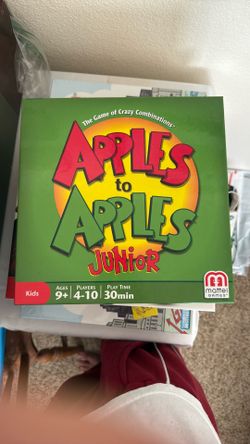 The Game of Crazy Combinations™
APPLES
to
APPLES
JUNIOR
Kids
AGES
9+
PLAYERS
4-10
PLAY TIME
30min
mattel
GAMES